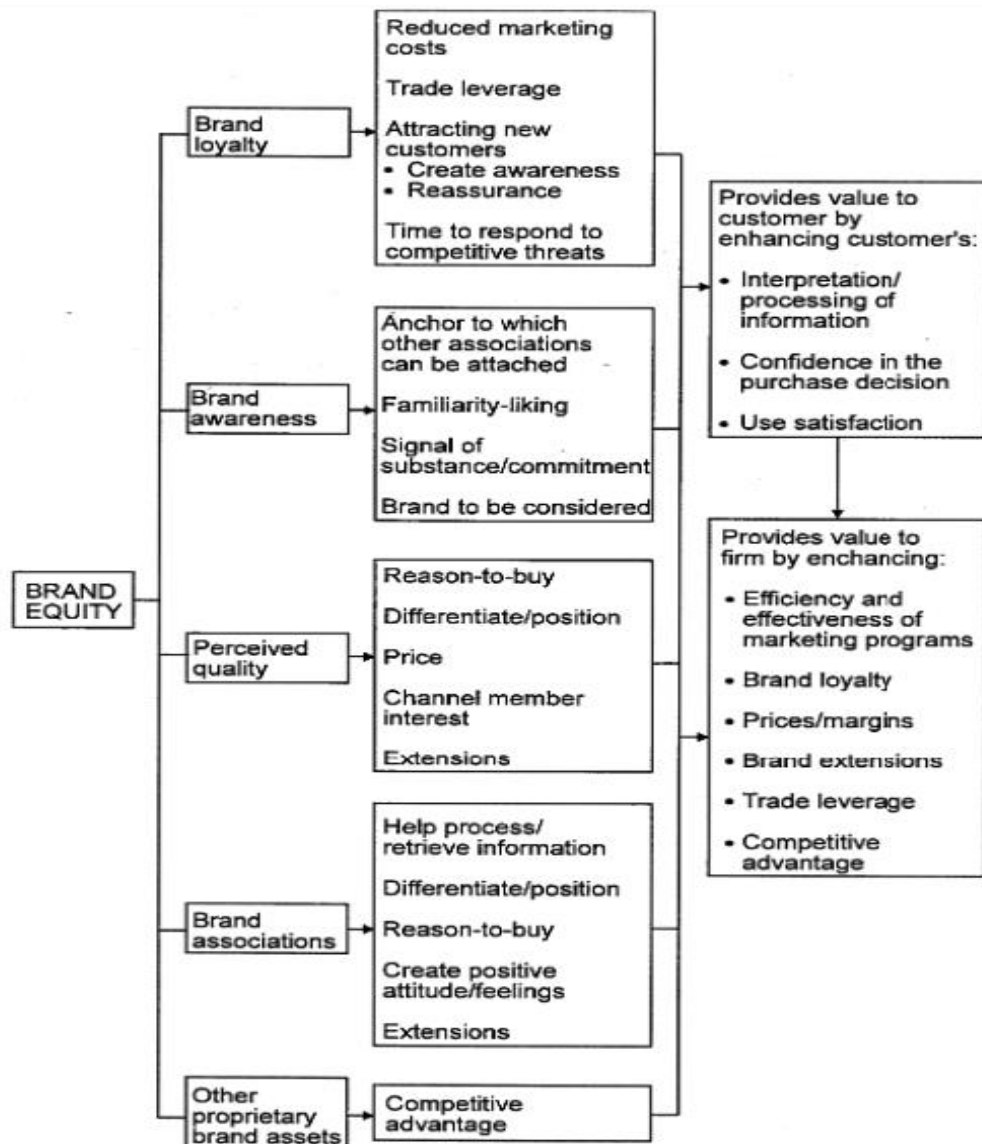 BRAND
EQUITY
Brand
loyalty
Reduced marketing
costs
Trade leverage
Attracting new
customers
• Create awareness
• Reassurance
Time to respond to
competitive threats
Brand
awareness
Anchor to which
other associations
can be attached
Familiarity-liking
Signal of
substance/commitment
Brand to be considered
Perceived
quality
Reason-to-buy
Differentiate/position
Price
Channel member
interest
Extensions
Brand
associations
Help process/
retrieve information
Differentiate/position
Reason-to-buy
Create positive
attitude/feelings
Extensions
Other
proprietary
brand assets
Competitive
advantage
Provides value to
customer by
enhancing customer's:
• Interpretation/
processing of
information
• Confidence in the
purchase decision
• Use satisfaction
Provides value to
firm by enchancing:
• Efficiency and
effectiveness of
marketing programs
• Brand loyalty
• Prices/margins
• Brand extensions
• Trade leverage
• Competitive
advantage